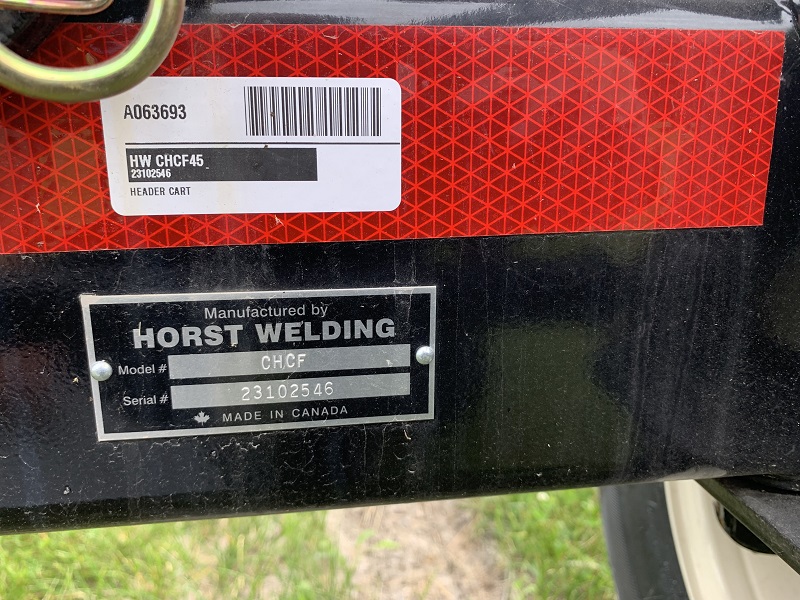 A063693
HW CHCF45
23102546
HEADER CART
Manufactured by
HORST WELDING
Model # CHCF
Serial # 23102546
MADE IN CANADA